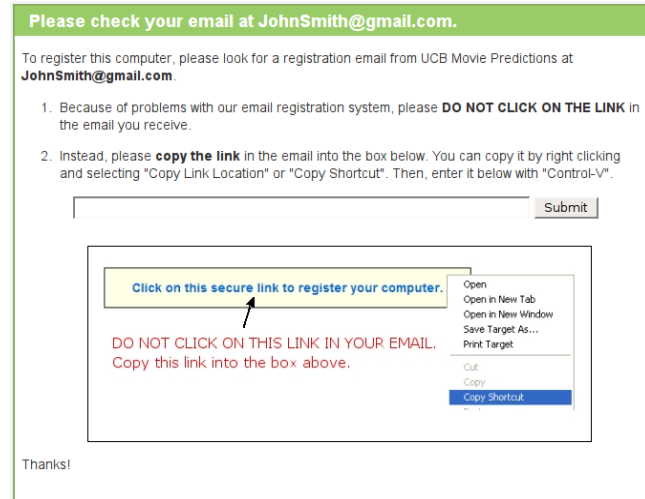 Please check your email at JohnSmith@gmail.com.
To register this computer, please look for a registration email from UCB Movie Predictions at
JohnSmith@gmail.com.
1. Because of problems with our email registration system, please DO NOT CLICK ON THE LINK in
the email you receive.
2. Instead, please copy the link in the email into the box below. You can copy it by right clicking
and selecting "Copy Link Location" or "Copy Shortcut". Then, enter it below with "Control-V".
Submit
Click on this secure link to register your computer.
DO NOT CLICK ON THIS LINK IN YOUR EMAIL.
Copy this link into the box above.
Open
Open in New Tab
Open in New Window
Save Target As...
Print Target
Cut
Copy
Copy Shortcut
Thanks!